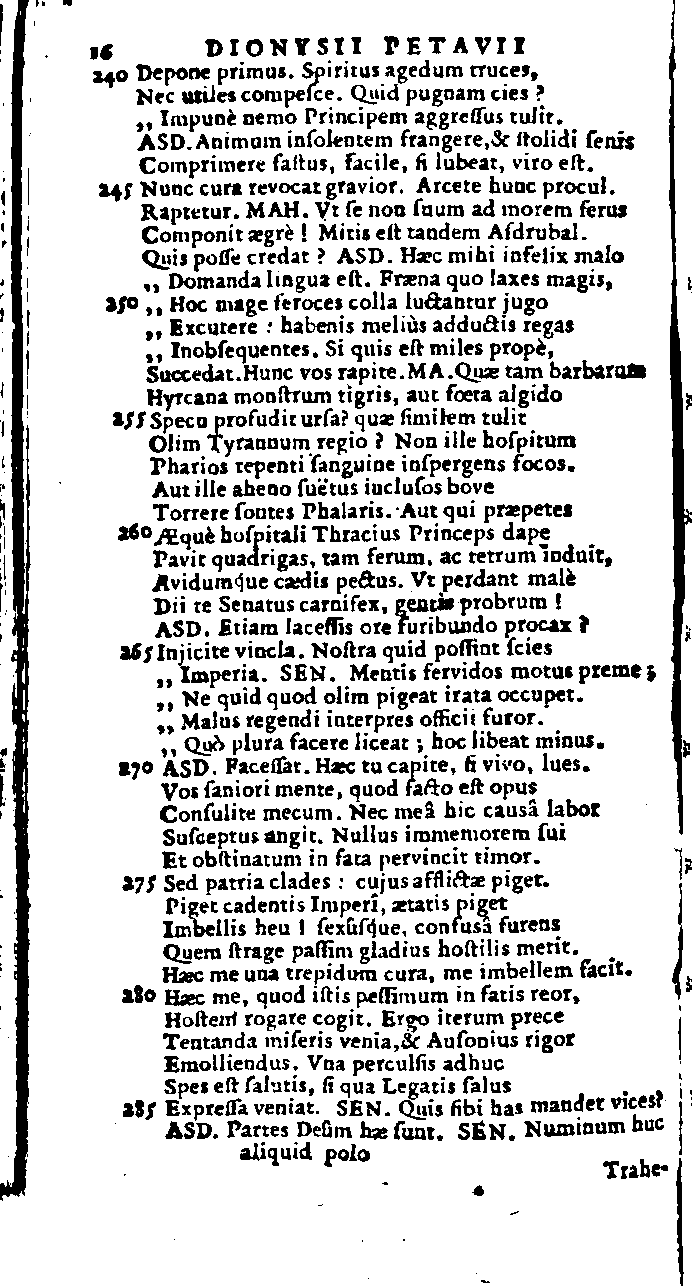 16 DIONYSII PETAVII
240 Depone primus. Spiritus agedum truces,
Nec utiles compeſce. Quid pugnam cies ?
,, Impunè nemo Principem aggreſſus tulit.
ASD. Animum inſolentem frangere, & ſtolidi ſenis
Comprimere faſtus, facile, ſi lubeat, viro eſt.
245 Nunc cura revocat gravior. Arcete hunc procul.
Raptetur. MAH. Vt ſe non ſuum ad morem ferus
Componit ægrè ! Mitis eſt tandem Aſdrubal.
Quis poſſe credat ? ASD. Hæc mihi infelix malo
,, Domanda lingua eſt. Fræna quo laxes magis,
250 ,, Hoc mage feroces colla luctantur jugo
,, Excutere : habenis meliùs adductis regas
,, Inobſequentes. Si quis eſt miles propè,
Succedat. Hunc vos rapite. MA. Quæ tam barbarum
Hyrcana monſtrum tigris, aut fœta algido
255 Specu profudit urſa? quæ ſimilem tulit
Olim Tyrannum regio ? Non ille hoſpitum
Pharios repenti ſanguine inſpergens focos.
Aut ille aheno ſuëtus incluſos bove
Torrere ſontes Phalaris. Aut qui præpetes
260 Æquè hoſpitali Thracius Princeps dape
Pavit quadrigas, tam ferum, ac tetrum induit,
Avidumque cædis pectus. Vt perdant malè
Dii te Senatus carnifex, gentis probrum !
ASD. Etiam laceſſis ore furibundo procax ?
265 Injicite vincla. Noſtra quid poſſint ſcies
,, Imperia. SEN. Mentis fervidos motus preme ;
,, Ne quid quod olim pigeat irata occupet.
,, Malus regendi interpres officii furor.
,, Quò plura facere liceat ; hoc libeat minus.
270 ASD. Faceſſat. Hæc tu capite, ſi vivo, lues.
Vos ſaniori mente, quod facto eſt opus
Conſulite mecum. Nec meâ hic causâ labor
Suſceptus angit. Nullus immemorem ſui
Et obſtinatum in fata pervincit timor.
275 Sed patria clades : cujus afflictæ piget.
Piget cadentis Imperî, ætatis piget
Imbellis heu ! ſexûſque, confusâ furens
Quem ſtrage paſſim gladius hoſtilis metit.
Hæc me una trepidum cura, me imbellem facit.
280 Hæc me, quod iſtis peſſimum in fatis reor,
Hoſtem rogare cogit. Ergo iterum prece
Tentanda miſeris venia, & Auſonius rigor
Emolliendus. Vna perculſis adhuc
Spes eſt ſalutis, ſi qua Legatis ſalus
285 Expreſſa veniat. SEN. Quis ſibi has mandet vices?
ASD. Partes Deûm hæ ſunt. SEN. Numinum huc
aliquid polo
Trahe-